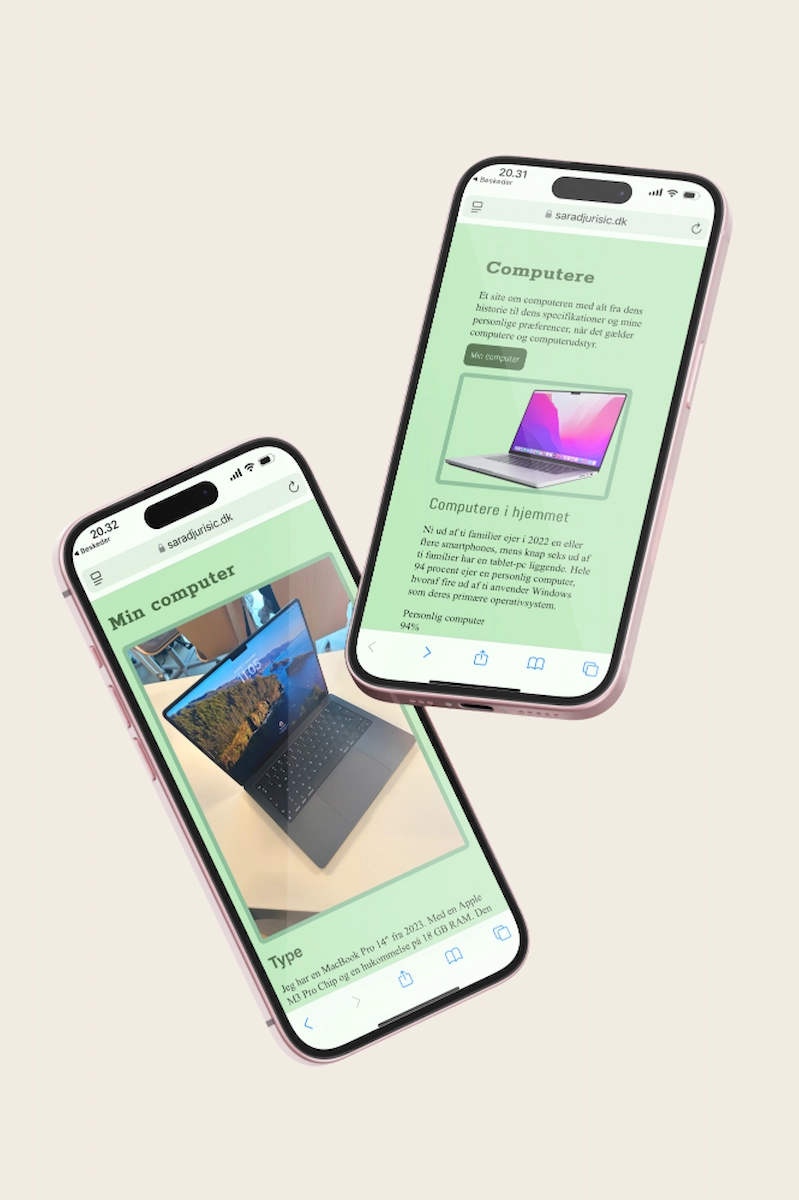 20.31
Beskeder
saradjurisic.dk
Computere
Et site om computeren med alt fra dens
historie til dens specifikationer og mine
personlige præferencer, når det gælder
computere og computerudstyr.
Min computer
Computere i hjemmet
Ni ud af ti familier ejer i 2022 en eller
flere smartphones, mens knap seks ud af
ti familier har en tablet-pc liggende. Hele
94 procent ejer en personlig computer,
hvoraf fire ud af ti anvender Windows
som deres primære operativsystem.
Personlig computer
94%
20.32
Beskeder
saradjurisic.dk
Min computer
11:05
Type
Jeg har en MacBook Pro 14" fra 2023. Med en Apple
M3 Pro Chip og en hukommelse på 18 GB RAM. Den